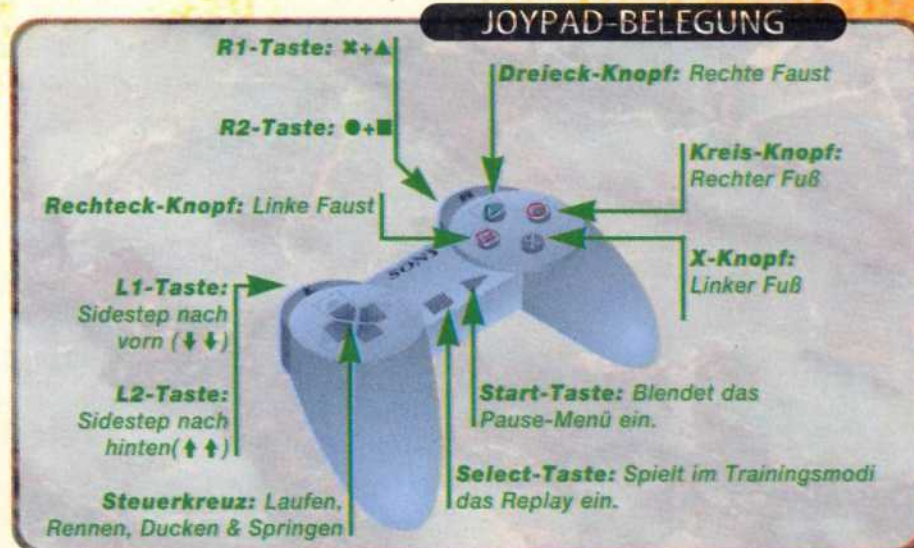 JOYPAD-BELEGUNG
R1-Taste: ✖+▲
Dreieck-Knopf: Rechte Faust
R2-Taste: ●+■
Kreis-Knopf:
Rechter Fuß
Rechteck-Knopf: Linke Faust
X-Knopf:
Linker Fuß
L1-Taste:
Sidestep nach
vorn (⬇⬇)
L2-Taste:
Sidestep nach
hinten(⬆⬆)
SONY
Start-Taste: Blendet das
Pause-Menü ein.
Select-Taste: Spielt im Trainingsmodi
das Replay ein.
Steuerkreuz: Laufen,
Rennen, Ducken & Springen